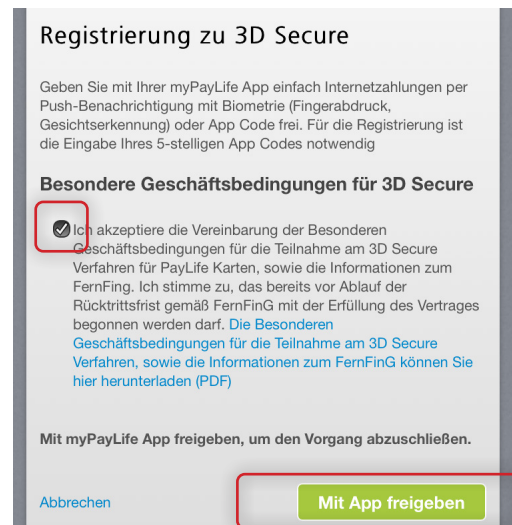 Registrierung zu 3D Secure
Geben Sie mit Ihrer myPayLife App einfach Internetzahlungen per
Push-Benachrichtigung mit Biometrie (Fingerabdruck,
Gesichtserkennung) oder App Code frei. Für die Registrierung ist
die Eingabe Ihres 5-stelligen App Codes notwendig
Besondere Geschäftsbedingungen für 3D Secure
Ich akzeptiere die Vereinbarung der Besonderen
Geschäftsbedingungen für die Teilnahme am 3D Secure
Verfahren für PayLife Karten, sowie die Informationen zum
FernFing. Ich stimme zu, das bereits vor Ablauf der
Rücktrittsfrist gemäß FernFinG mit der Erfüllung des Vertrages
begonnen werden darf. Die Besonderen
Geschäftsbedingungen für die Teilnahme am 3D Secure
Verfahren, sowie die Informationen zum FernFinG können Sie
hier herunterladen (PDF)
Mit myPayLife App freigeben, um den Vorgang abzuschließen.
Abbrechen
Mit App freigeben